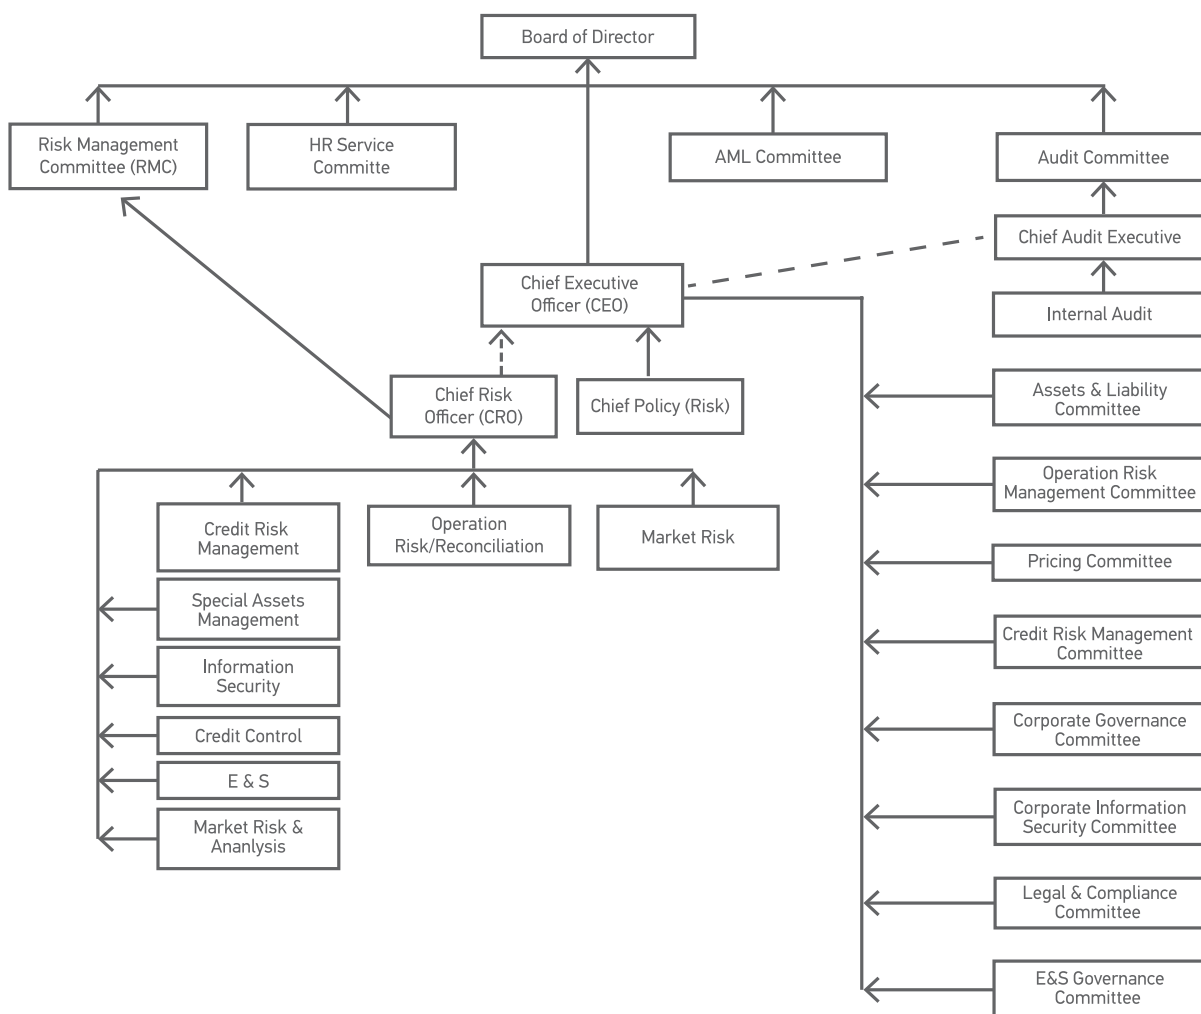 Board of Director
Risk Management
Committee (RMC)
HR Service
Committe
AML Committee
Audit Committee
Chief Audit Executive
Chief Executive
Officer (CEO)
Internal Audit
Chief Risk
Officer (CRO)
Chief Policy (Risk)
Assets & Liability
Committee
Operation Risk
Management Committee
Credit Risk
Management
Operation
Risk/Reconciliation
Market Risk
Pricing Committee
Special Assets
Management
Credit Risk Management
Committee
Information
Security
Credit Control
Corporate Governance
Committee
E & S
Market Risk &
Ananlysis
Corporate Information
Security Committee
Legal & Compliance
Committee
E&S Governance
Committee